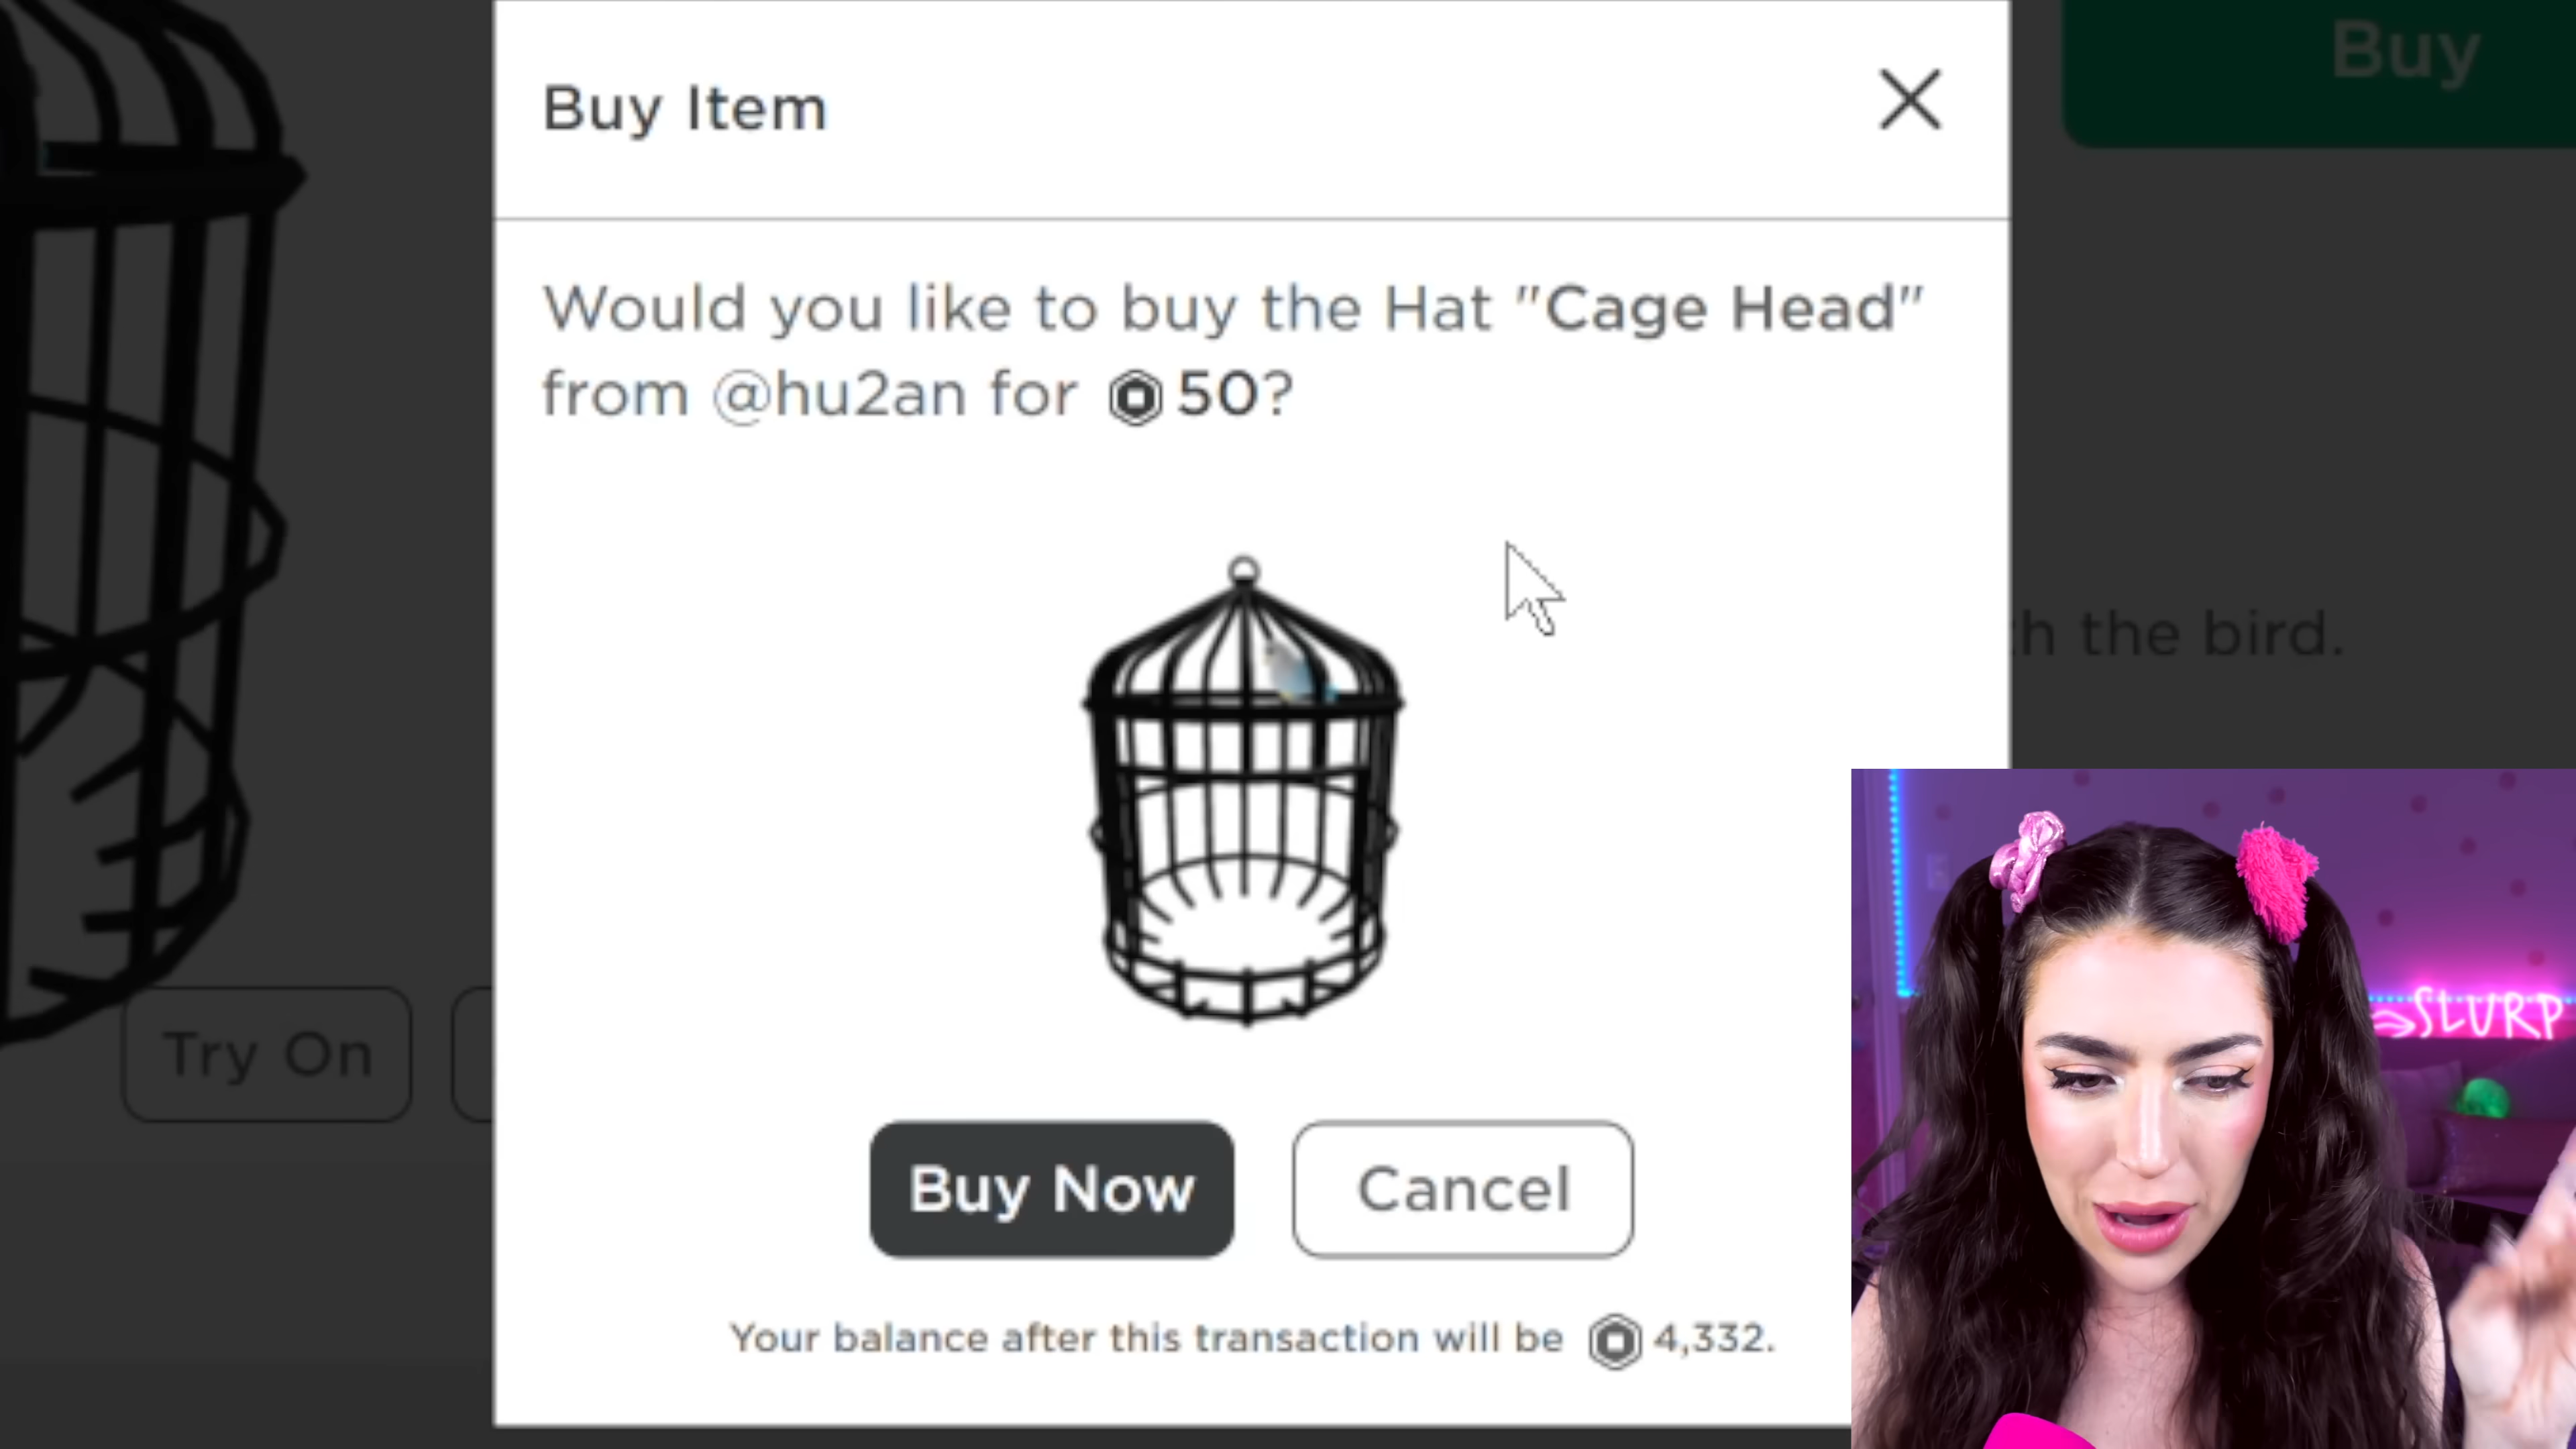 Buy
Buy Item
Would you like to buy the Hat "Cage Head"
from @hu2an for 50?
h the bird.
Try On
Buy Now
Cancel
Your balance after this transaction will be 4,332.
SLURP